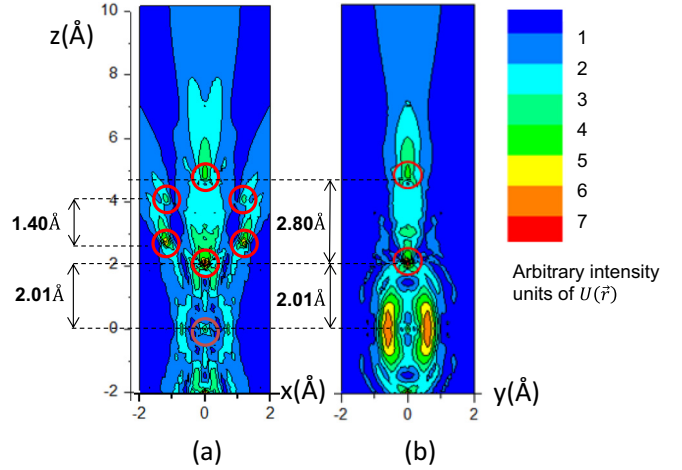 z(Å)
10
8
6
4
2
0
-2
1.40Å
2.01Å
x(Å)
-2
0
2
(a)
2.80Å
2.01Å
y(Å)
-2
0
2
(b)
1
2
3
4
5
6
7
Arbitrary intensity
units of U(r⃗)